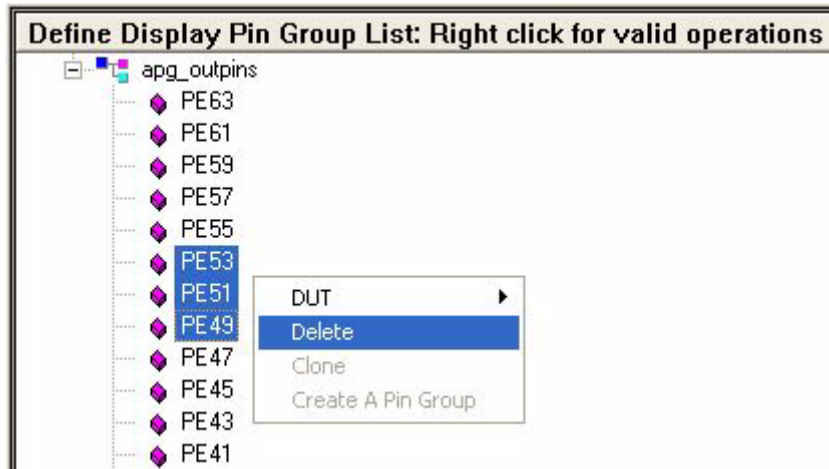 Define Display Pin Group List: Right click for valid operations
apg_outpins
PE63
PE61
PE59
PE57
PE55
PE53
PE51
PE49
PE47
PE45
PE43
PE41
DUT
Delete
Clone
Create A Pin Group